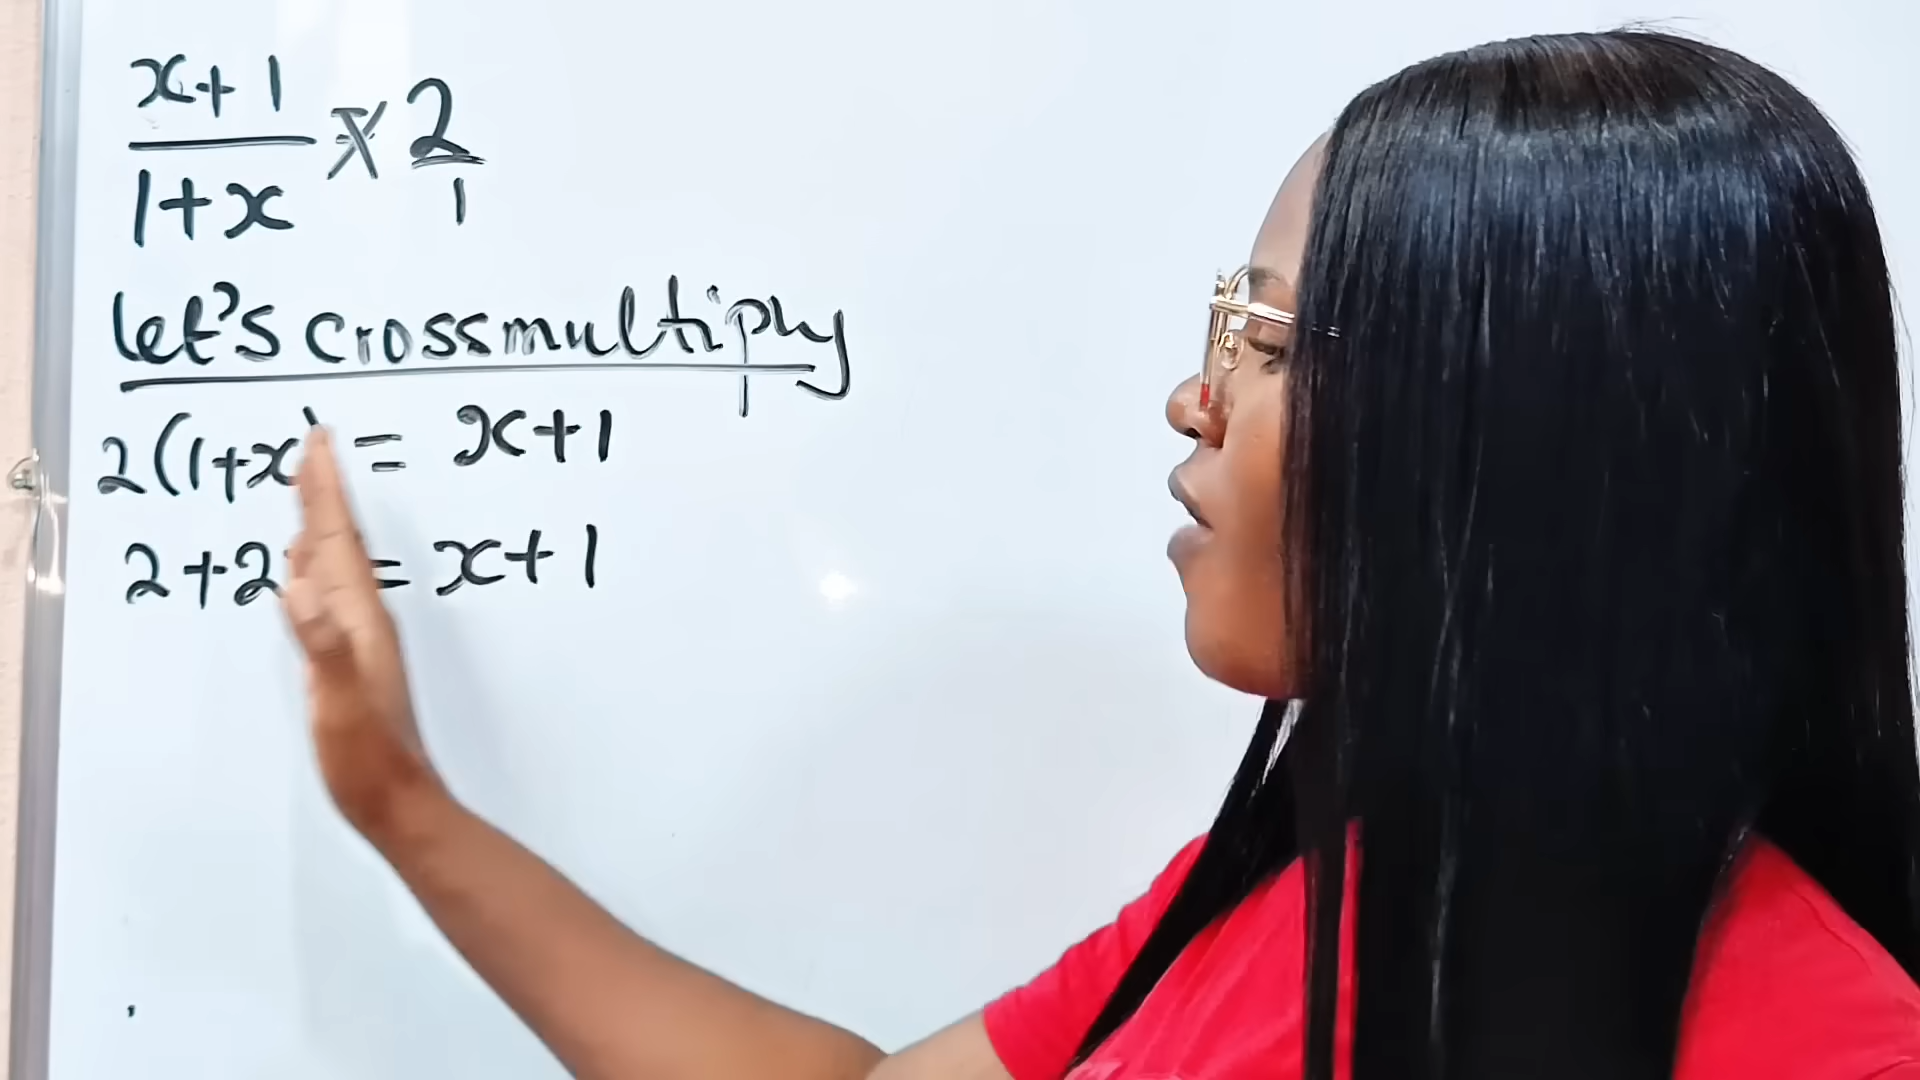 x+1 2
--- × ---
1+x 1
let's crossmultiply
2(1+x) = x+1
2+2 = x+1